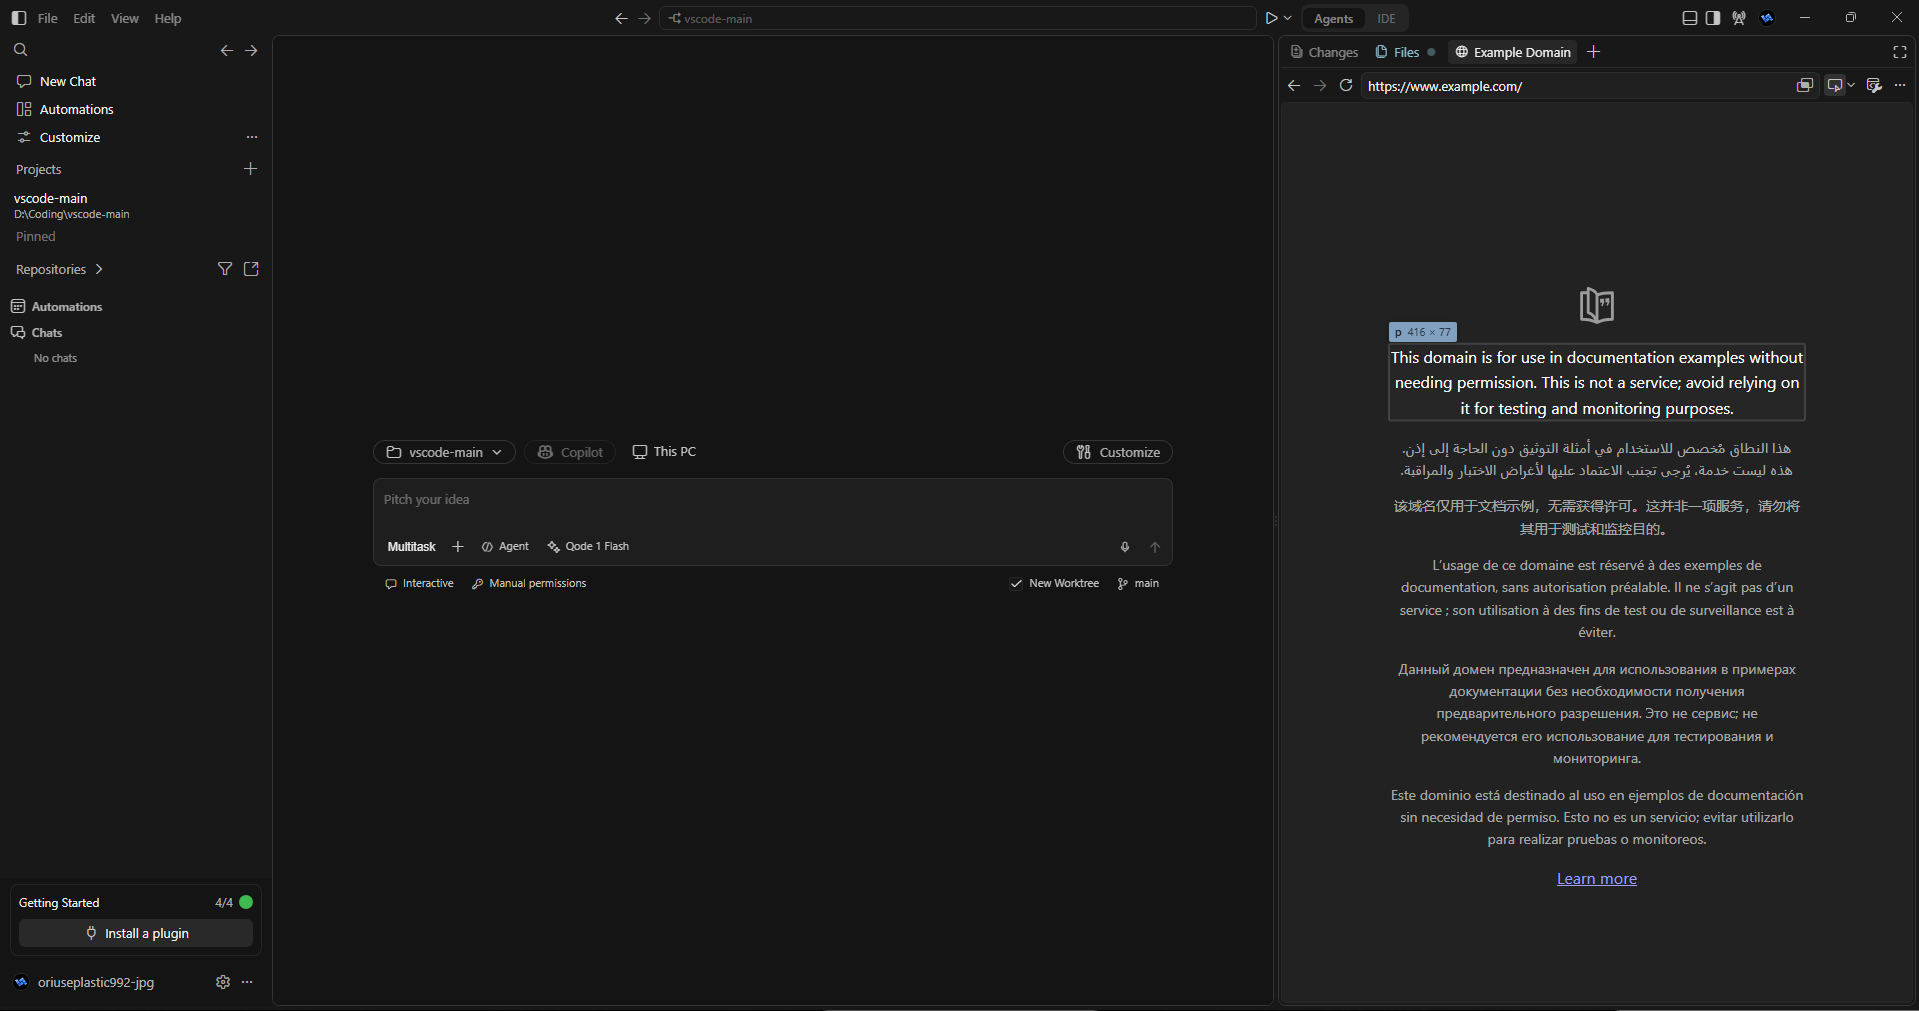 File Edit View Help
vscode-main
Agents IDE
New Chat
Automations
Customize
Projects
vscode-main
D:\Coding\vscode-main
Pinned
Repositories
Automations
Chats
No chats
Getting Started 4/4
Install a plugin
oriuseplastic992-jpg
vscode-main Copilot This PC Customize
Pitch your idea
Multitask Agent Qode 1 Flash
Interactive Manual permissions New Worktree main
Changes Files Example Domain
https://www.example.com/
p 416 × 77
This domain is for use in documentation examples without
needing permission. This is not a service; avoid relying on
it for testing and monitoring purposes.
هذا النطاق مُخصص للاستخدام في أمثلة التوثيق دون الحاجة إلى إذن.
هذه ليست خدمة، يُرجى تجنب الاعتماد عليها لأغراض الاختبار والمراقبة.
该域名仅用于文档示例，无需获得许可。这并非一项服务，请勿将
其用于测试和监控目的。
L'usage de ce domaine est réservé à des exemples de
documentation, sans autorisation préalable. Il ne s'agit pas d'un
service ; son utilisation à des fins de test ou de surveillance est à
éviter.
Данный домен предназначен для использования в примерах
документации без необходимости получения
предварительного разрешения. Это не сервис; не
рекомендуется его использование для тестирования и
мониторинга.
Este dominio está destinado al uso en ejemplos de documentación
sin necesidad de permiso. Esto no es un servicio; evitar utilizarlo
para realizar pruebas o monitoreos.
Learn more